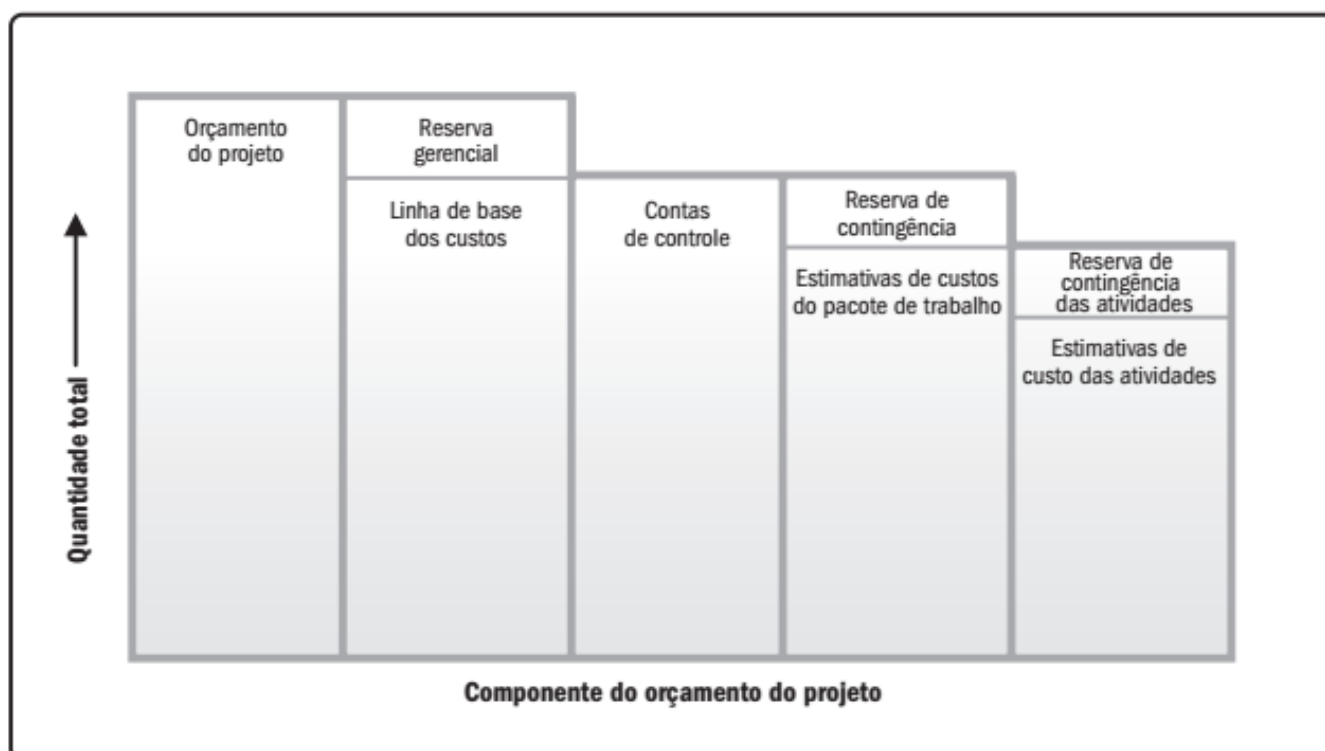 Orçamento
do projeto
Reserva
gerencial
Linha de base
dos custos
Contas
de controle
Reserva de
contingência
Estimativas de custos
do pacote de trabalho
Reserva de
contingência
das atividades
Estimativas de
custo das atividades
Quantidade total
Componente do orçamento do projeto